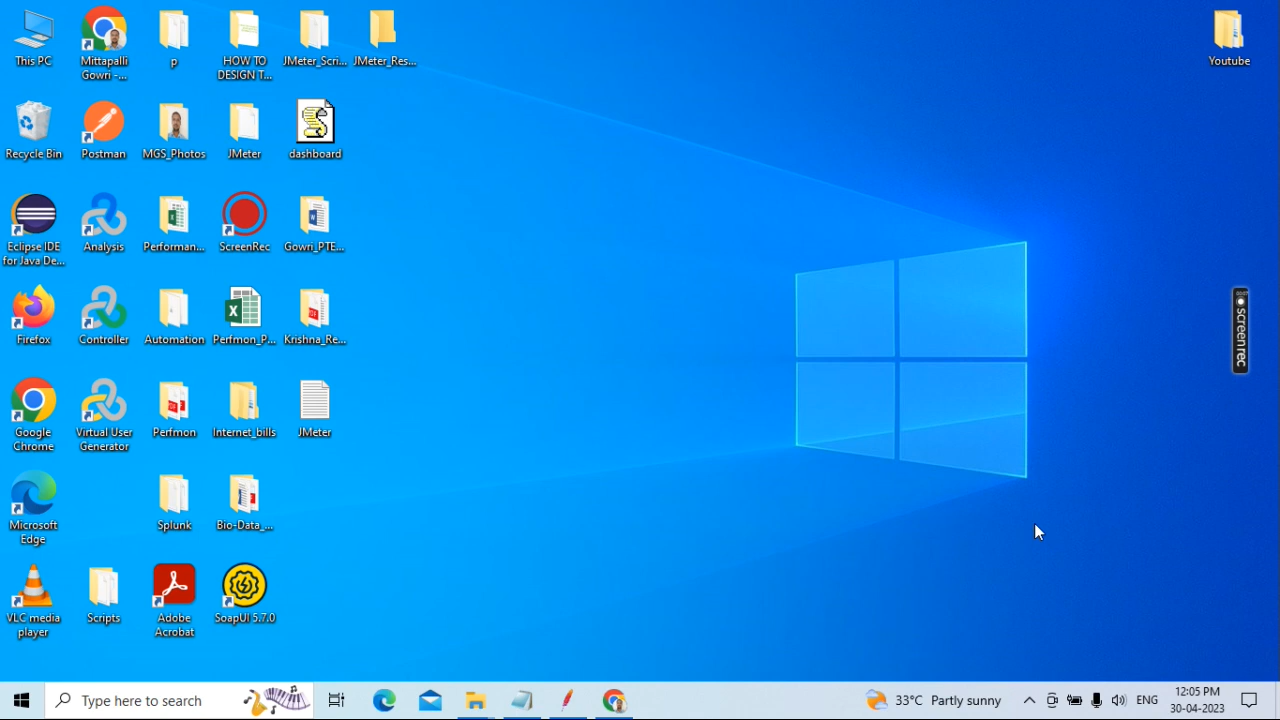 This PC
Mittapalli
Gowri -...
p
HOW TO
DESIGN T...
JMeter_Scri...
JMeter_Res...
Youtube
Recycle Bin
Postman
MGS_Photos
JMeter
dashboard
Eclipse IDE
for Java De...
Analysis
Performan...
ScreenRec
Gowri_PTE...
Firefox
Controller
Automation
Perfmon_P...
Krishna_Re...
screenrec
Google
Chrome
Virtual User
Generator
Perfmon
Internet_bills
JMeter
Microsoft
Edge
Splunk
Bio-Data_...
VLC media
player
Scripts
Adobe
Acrobat
SoapUI 5.7.0
Type here to search
33°C Partly sunny
ENG
12:05 PM
30-04-2023